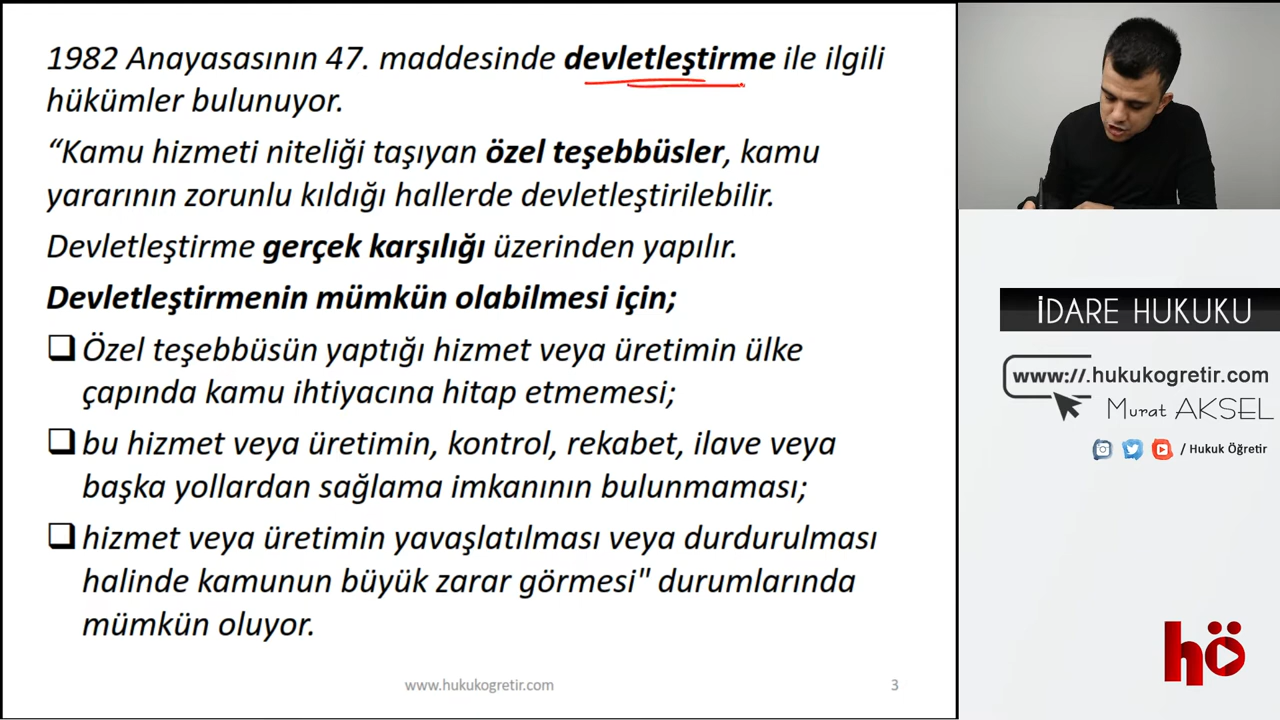 1982 Anayasasının 47. maddesinde devletleştirme ile ilgili
hükümler bulunuyor.
“Kamu hizmeti niteliği taşıyan özel teşebbüsler, kamu
yararının zorunlu kıldığı hallerde devletleştirilebilir.
Devletleştirme gerçek karşılığı üzerinden yapılır.
Devletleştirmenin mümkün olabilmesi için;
Özel teşebbüsün yaptığı hizmet veya üretimin ülke
çapında kamu ihtiyacına hitap etmemesi;
bu hizmet veya üretimin, kontrol, rekabet, ilave veya
başka yollardan sağlama imkanının bulunmaması;
hizmet veya üretimin yavaşlatılması veya durdurulması
halinde kamunun büyük zarar görmesi" durumlarında
mümkün oluyor.
www.hukukogretir.com
3
İDARE HUKUKU
www://.hukukogretir.com
Murat AKSEL
/ Hukuk Öğretir
hö